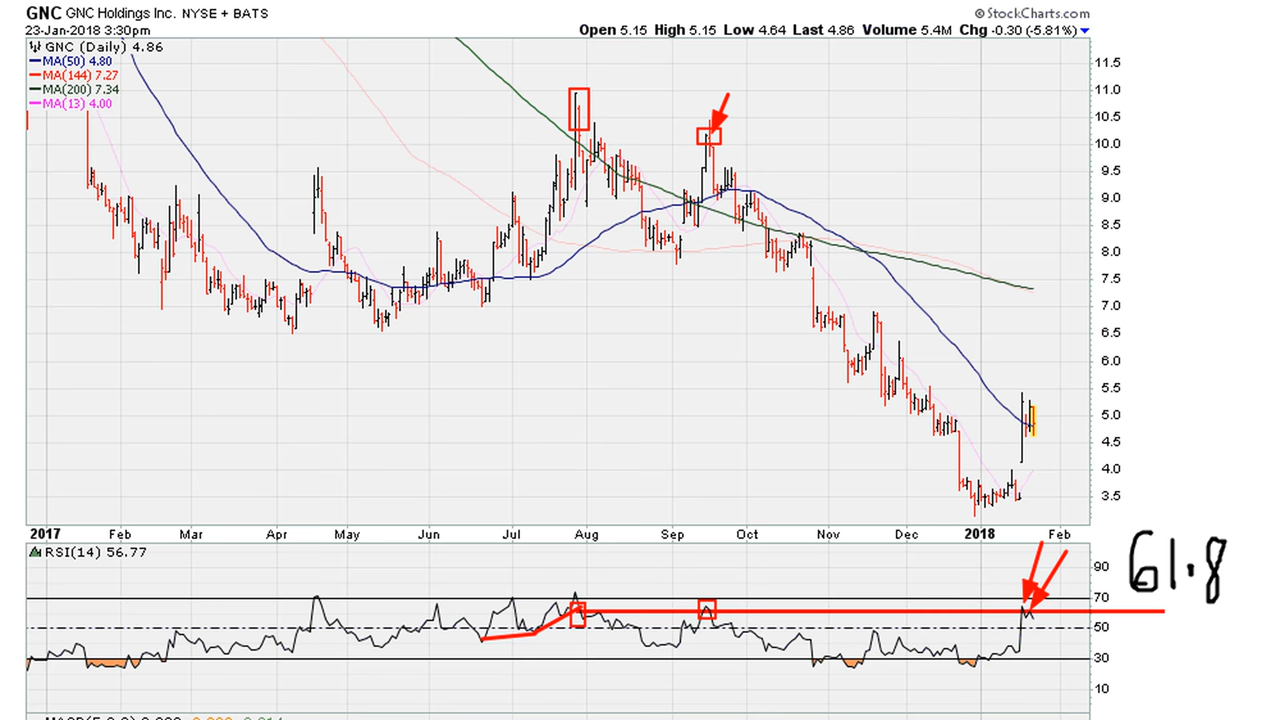 GNC GNC Holdings Inc. NYSE + BATS
© StockCharts.com
23-Jan-2018 3:30pm
Open 5.15 High 5.15 Low 4.64 Last 4.86 Volume 5.4M Chg -0.30 (-5.81%)
GNC (Daily) 4.86
MA(50) 4.80
MA(144) 7.27
MA(200) 7.34
MA(13) 4.00
11.5
11.0
10.5
10.0
9.5
9.0
8.5
8.0
7.5
7.0
6.5
6.0
5.5
5.0
4.5
4.0
3.5
2017 Feb Mar Apr May Jun Jul Aug Sep Oct Nov Dec 2018 Feb
RSI(14) 56.77
61.8
90
70
50
30
10